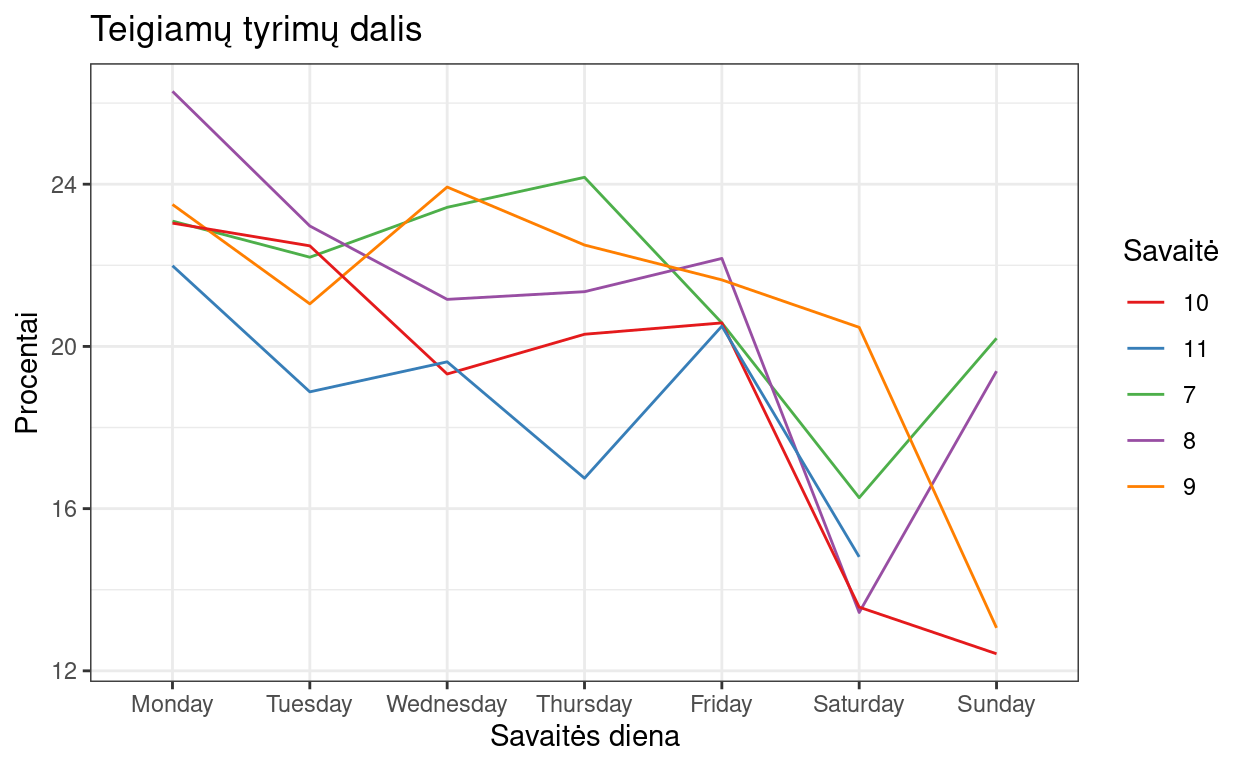 Teigiamų tyrimų dalis
Procentai
24
20
16
12
Monday Tuesday Wednesday Thursday Friday Saturday Sunday
Savaitės diena
Savaitė
10
11
7
8
9